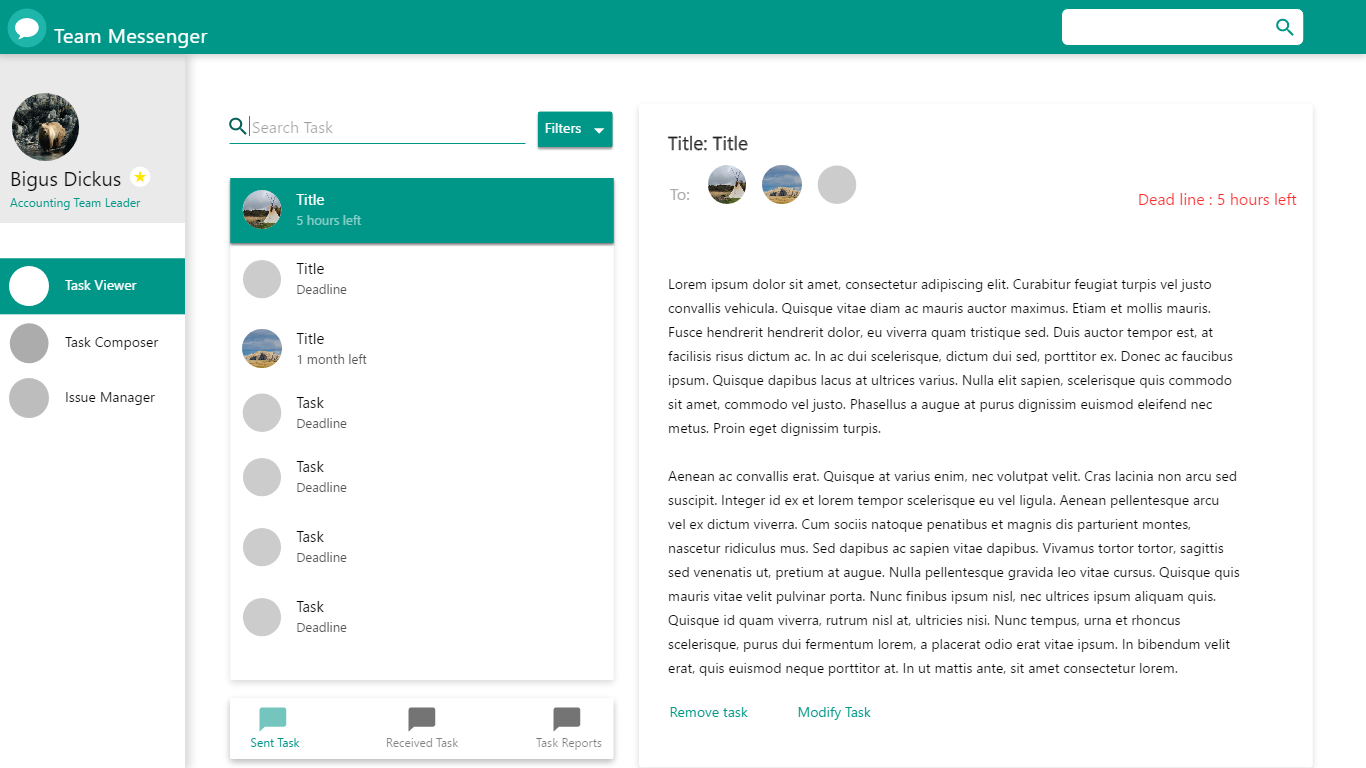 Team Messenger
Bigus Dickus
Accounting Team Leader
Task Viewer
Task Composer
Issue Manager
Search Task
Filters
Title
5 hours left
Title
Deadline
Title
1 month left
Task
Deadline
Task
Deadline
Task
Deadline
Task
Deadline
Sent Task
Received Task
Task Reports
Title: Title
To:
Dead line : 5 hours left
Lorem ipsum dolor sit amet, consectetur adipiscing elit. Curabitur feugiat turpis vel justo
convallis vehicula. Quisque vitae diam ac mauris auctor maximus. Etiam et mollis mauris.
Fusce hendrerit hendrerit dolor, eu viverra quam tristique sed. Duis auctor tempor est, at
facilisis risus dictum ac. In ac dui scelerisque, dictum dui sed, porttitor ex. Donec ac faucibus
ipsum. Quisque dapibus lacus at ultrices varius. Nulla elit sapien, scelerisque quis commodo
sit amet, commodo vel justo. Phasellus a augue at purus dignissim euismod eleifend nec
metus. Proin eget dignissim turpis.
Aenean ac convallis erat. Quisque at varius enim, nec volutpat velit. Cras lacinia non arcu sed
suscipit. Integer id ex et lorem tempor scelerisque eu vel ligula. Aenean pellentesque arcu
vel ex dictum viverra. Cum sociis natoque penatibus et magnis dis parturient montes,
nascetur ridiculus mus. Sed dapibus ac sapien vitae dapibus. Vivamus tortor tortor, sagittis
sed venenatis ut, pretium at augue. Nulla pellentesque gravida leo vitae cursus. Quisque quis
mauris vitae velit pulvinar porta. Nunc finibus ipsum nisl, nec ultrices ipsum aliquam quis.
Quisque id quam viverra, rutrum nisl at, ultricies nisi. Nunc tempus, urna et rhoncus
scelerisque, purus dui fermentum lorem, a placerat odio erat vitae ipsum. In bibendum velit
erat, quis euismod neque porttitor at. In ut mattis ante, sit amet consectetur lorem.
Remove task
Modify Task